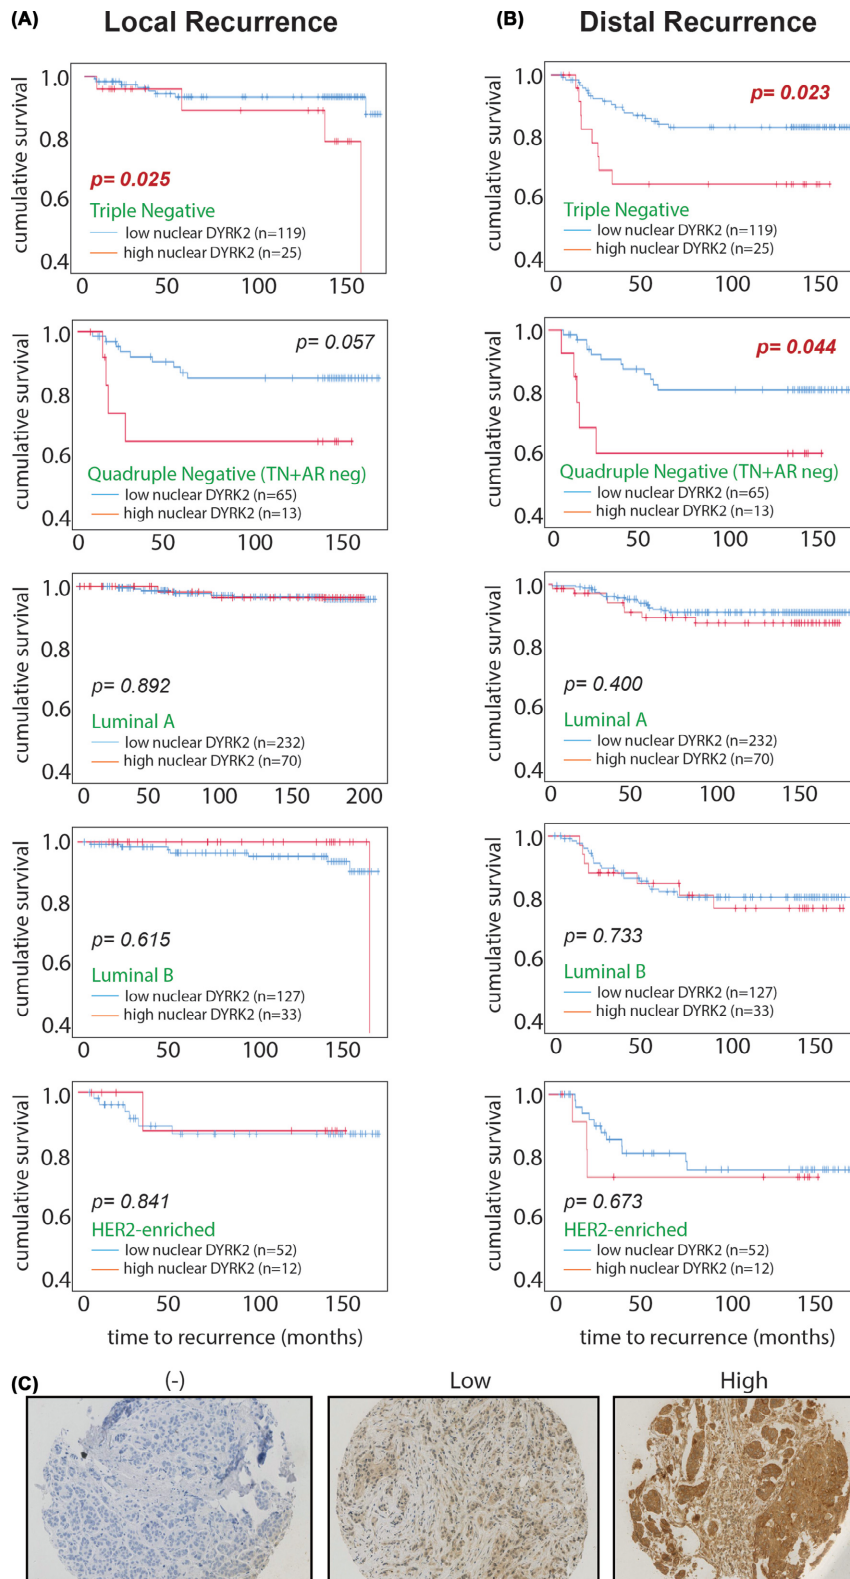 (A) Local Recurrence
1.0
0.8
0.6
0.4
cumulative survival
p= 0.025
Triple Negative
low nuclear DYRK2 (n=119)
high nuclear DYRK2 (n=25)
0 50 100 150
1.0
0.8
0.6
0.4
cumulative survival
p= 0.057
Quadruple Negative (TN+AR neg)
low nuclear DYRK2 (n=65)
high nuclear DYRK2 (n=13)
0 50 100 150
1.0
0.8
0.6
0.4
cumulative survival
p= 0.892
Luminal A
low nuclear DYRK2 (n=232)
high nuclear DYRK2 (n=70)
0 50 100 150 200
1.0
0.8
0.6
0.4
cumulative survival
p= 0.615
Luminal B
low nuclear DYRK2 (n=127)
high nuclear DYRK2 (n=33)
0 50 100 150
1.0
0.8
0.6
0.4
cumulative survival
p= 0.841
HER2-enriched
low nuclear DYRK2 (n=52)
high nuclear DYRK2 (n=12)
0 50 100 150
time to recurrence (months)
(B) Distal Recurrence
1.0
0.8
0.6
0.4
cumulative survival
p= 0.023
Triple Negative
low nuclear DYRK2 (n=119)
high nuclear DYRK2 (n=25)
0 50 100 150
1.0
0.8
0.6
0.4
cumulative survival
p= 0.044
Quadruple Negative (TN+AR neg)
low nuclear DYRK2 (n=65)
high nuclear DYRK2 (n=13)
0 50 100 150
1.0
0.8
0.6
0.4
cumulative survival
p= 0.400
Luminal A
low nuclear DYRK2 (n=232)
high nuclear DYRK2 (n=70)
0 50 100 150
1.0
0.8
0.6
0.4
cumulative survival
p= 0.733
Luminal B
low nuclear DYRK2 (n=127)
high nuclear DYRK2 (n=33)
0 50 100 150
1.0
0.8
0.6
0.4
cumulative survival
p= 0.673
HER2-enriched
low nuclear DYRK2 (n=52)
high nuclear DYRK2 (n=12)
0 50 100 150
time to recurrence (months)
(C) (-) Low High